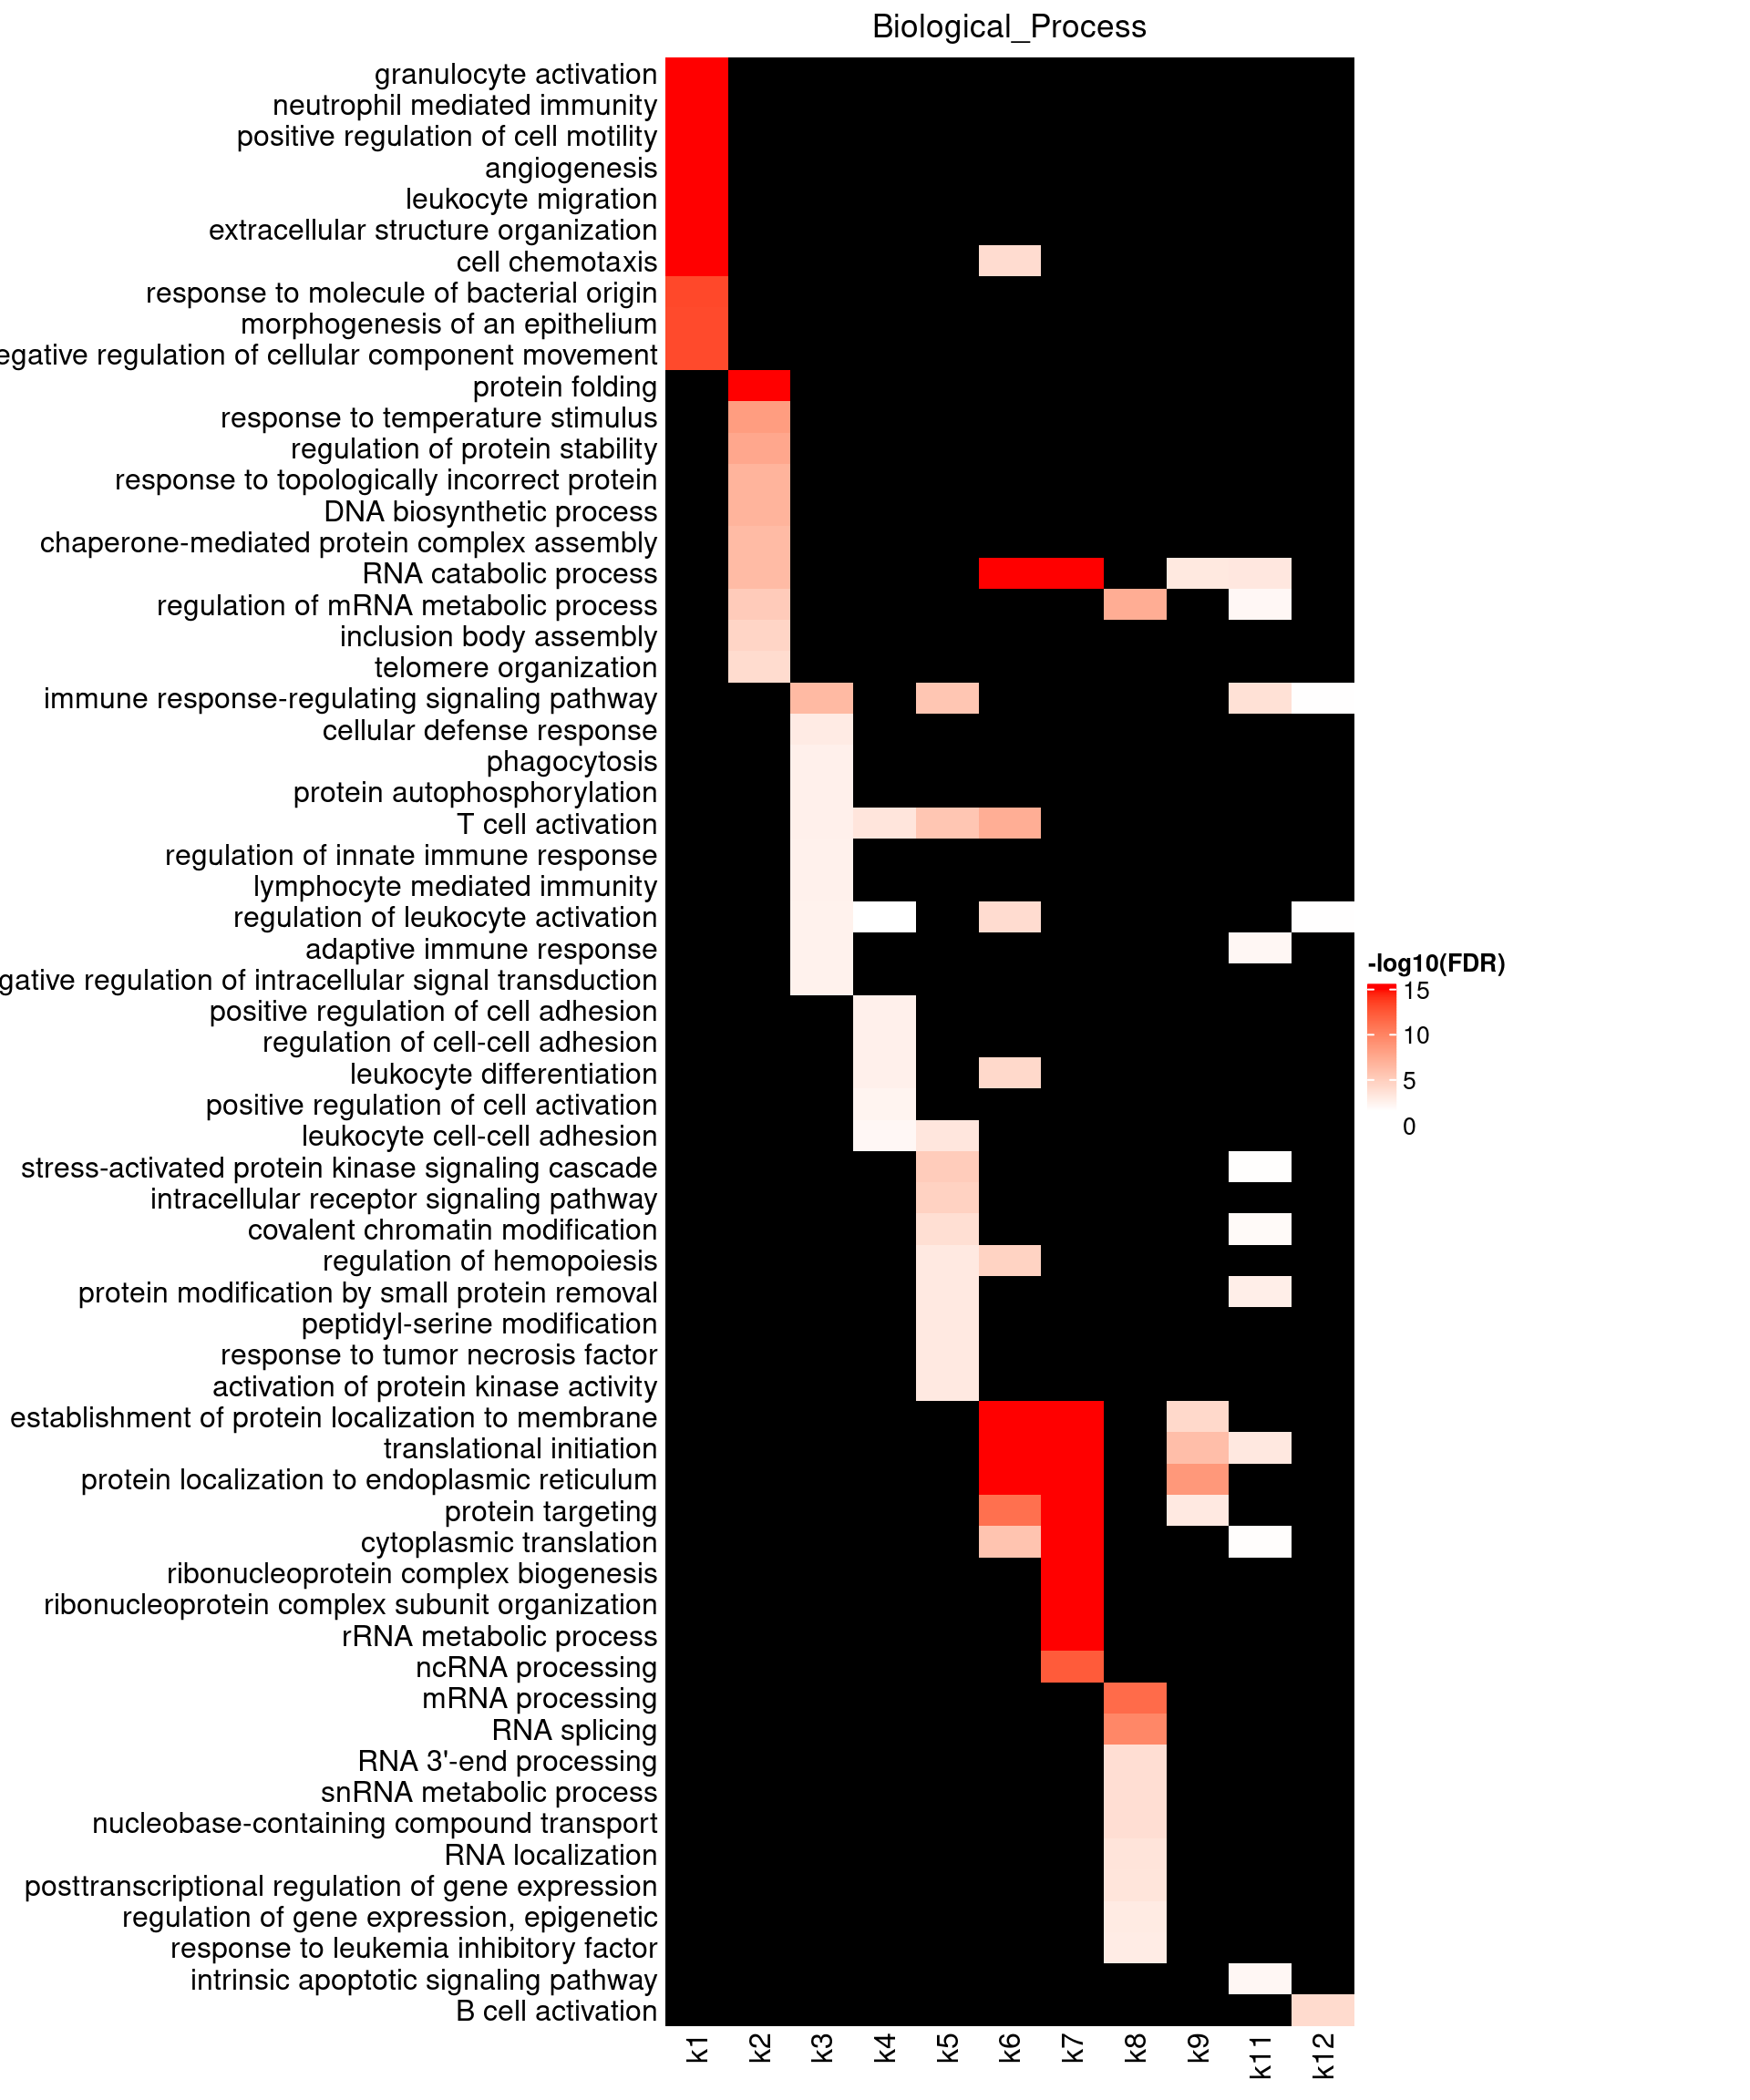 Biological_Process
granulocyte activation
neutrophil mediated immunity
positive regulation of cell motility
angiogenesis
leukocyte migration
extracellular structure organization
cell chemotaxis
response to molecule of bacterial origin
morphogenesis of an epithelium
egative regulation of cellular component movement
protein folding
response to temperature stimulus
regulation of protein stability
response to topologically incorrect protein
DNA biosynthetic process
chaperone-mediated protein complex assembly
RNA catabolic process
regulation of mRNA metabolic process
inclusion body assembly
telomere organization
immune response-regulating signaling pathway
cellular defense response
phagocytosis
protein autophosphorylation
T cell activation
regulation of innate immune response
lymphocyte mediated immunity
regulation of leukocyte activation
adaptive immune response
gative regulation of intracellular signal transduction
positive regulation of cell adhesion
regulation of cell-cell adhesion
leukocyte differentiation
positive regulation of cell activation
leukocyte cell-cell adhesion
stress-activated protein kinase signaling cascade
intracellular receptor signaling pathway
covalent chromatin modification
regulation of hemopoiesis
protein modification by small protein removal
peptidyl-serine modification
response to tumor necrosis factor
activation of protein kinase activity
establishment of protein localization to membrane
translational initiation
protein localization to endoplasmic reticulum
protein targeting
cytoplasmic translation
ribonucleoprotein complex biogenesis
ribonucleoprotein complex subunit organization
rRNA metabolic process
ncRNA processing
mRNA processing
RNA splicing
RNA 3'-end processing
snRNA metabolic process
nucleobase-containing compound transport
RNA localization
posttranscriptional regulation of gene expression
regulation of gene expression, epigenetic
response to leukemia inhibitory factor
intrinsic apoptotic signaling pathway
B cell activation
k1 k2 k3 k4 k5 k6 k7 k8 k9 k11 k12
-log10(FDR)
15
10
5
0